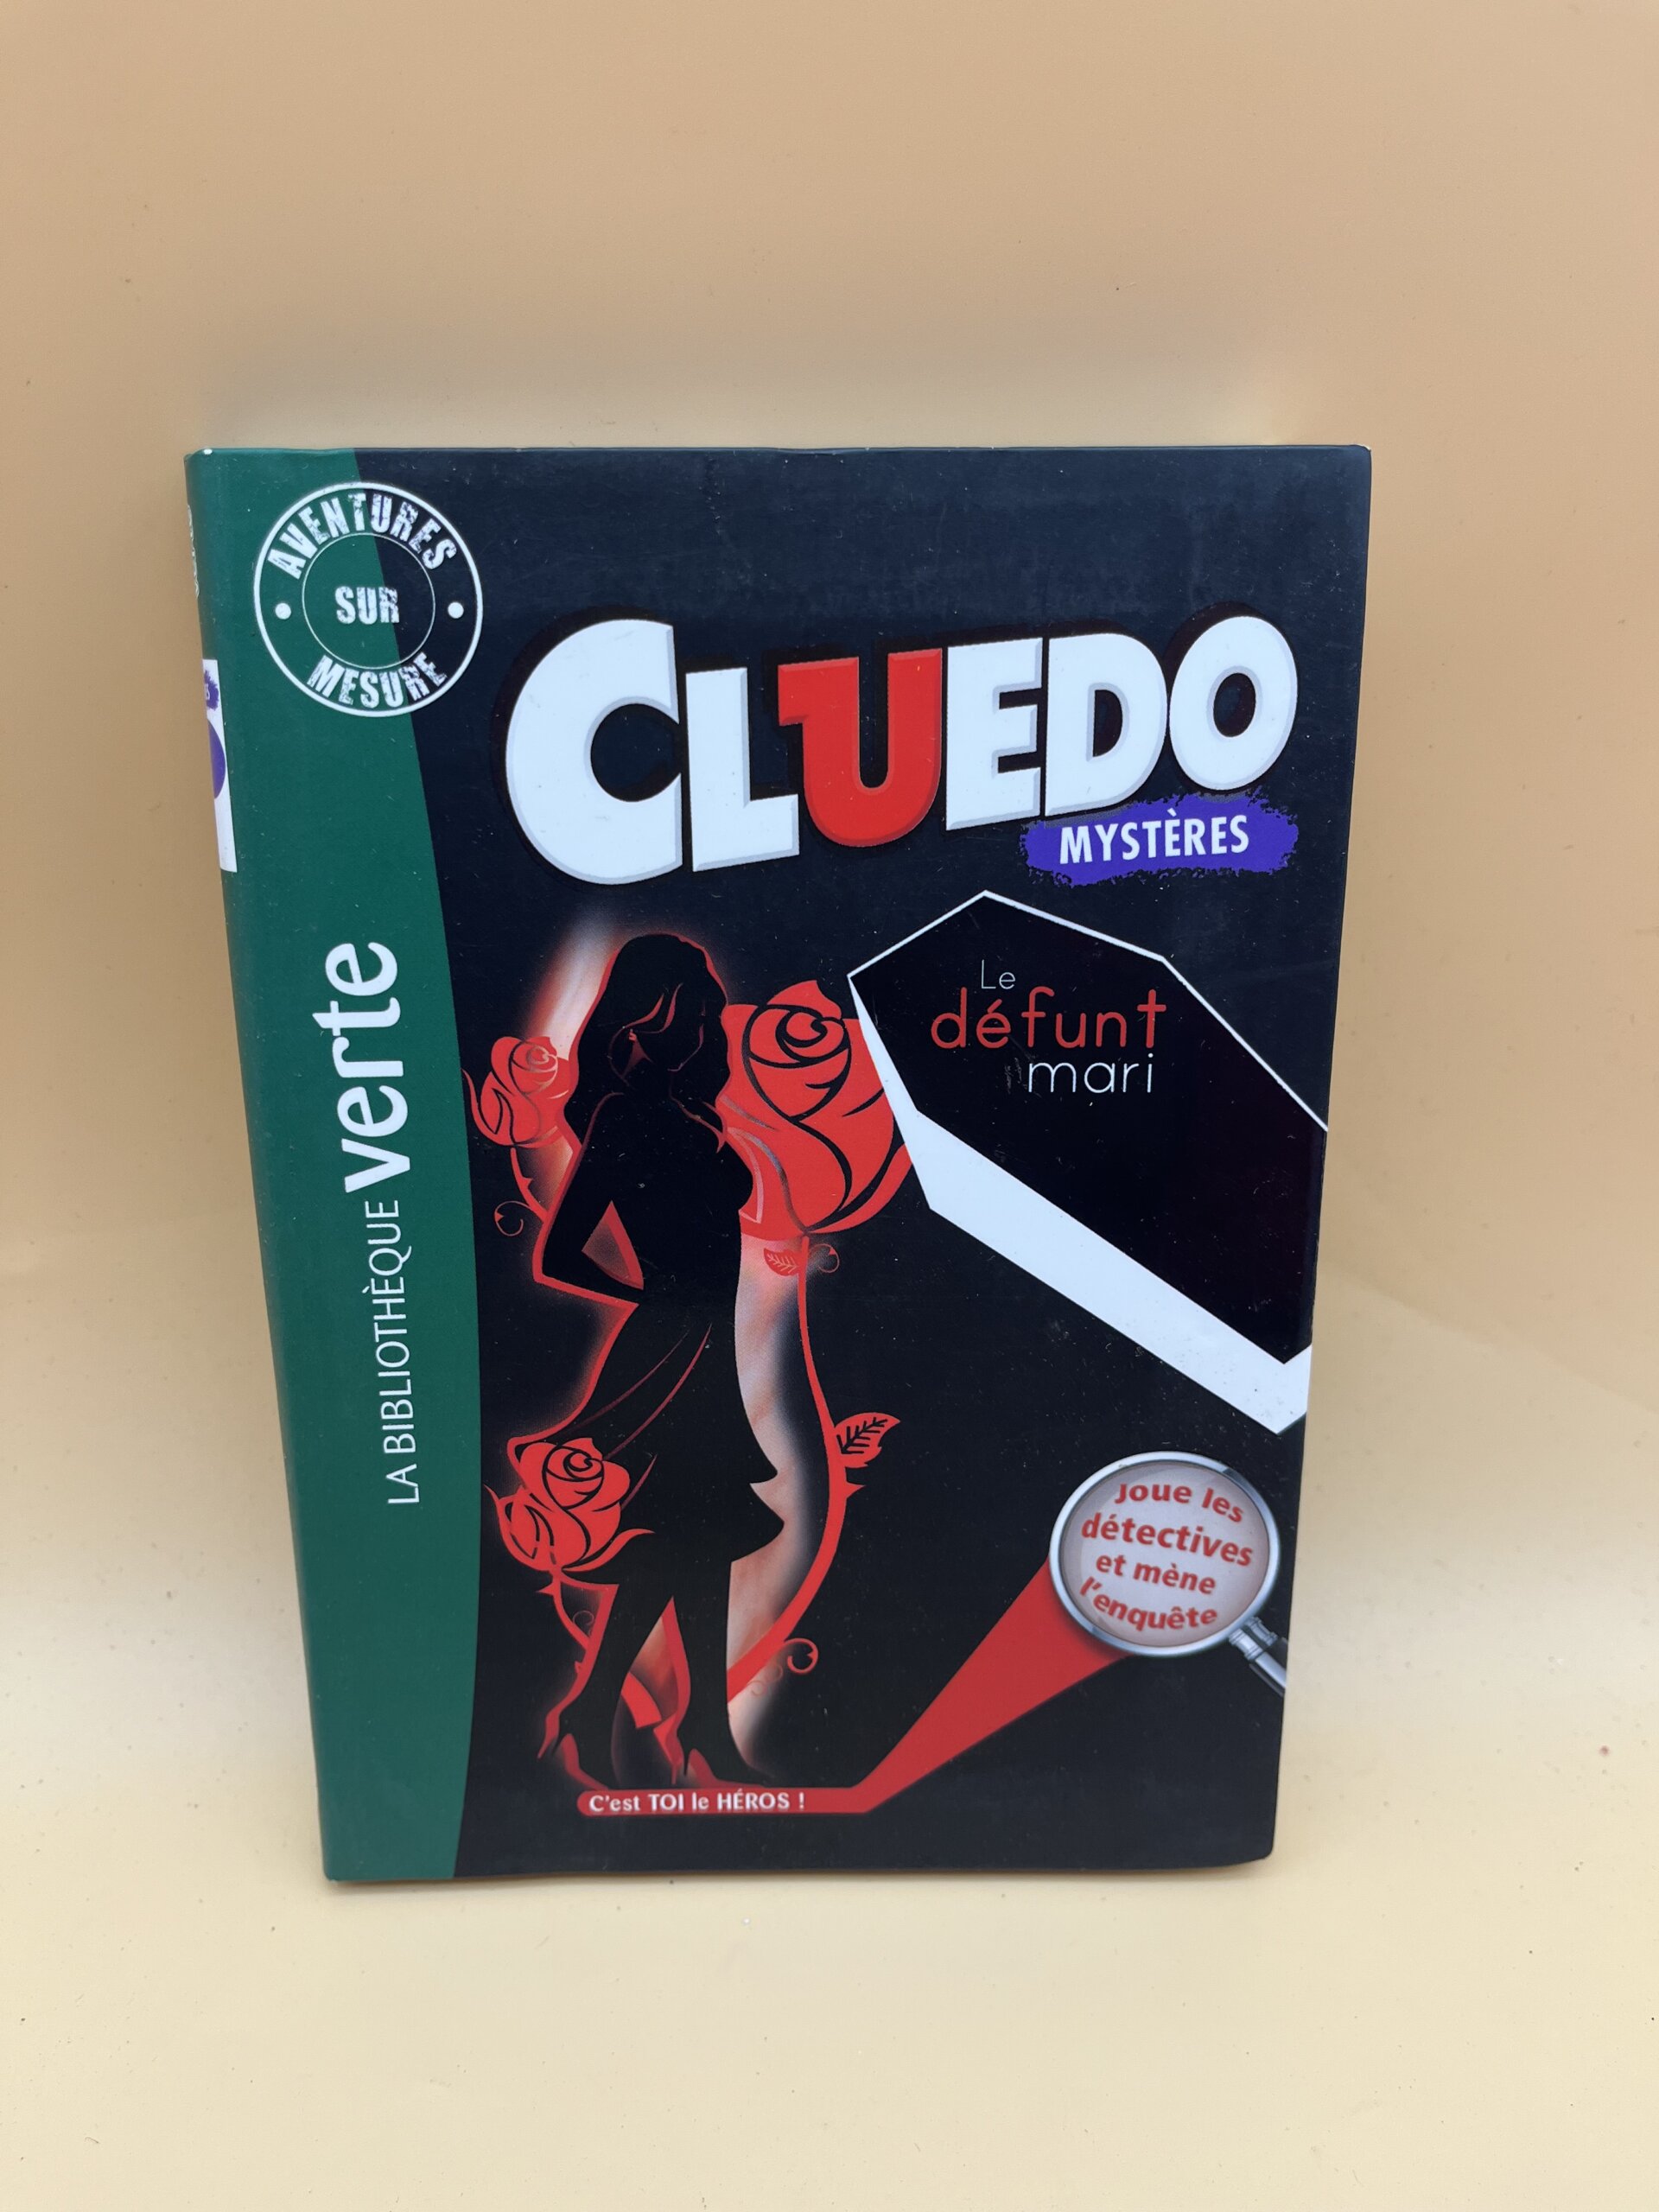 AVENTURES
SUR
MESURE
CLUEDO
MYSTÈRES
LA BIBLIOTHÈQUE verte
Le
défunt
mari
Joue les
détectives
et mène
l'enquête
C'est TOI le HÉROS !